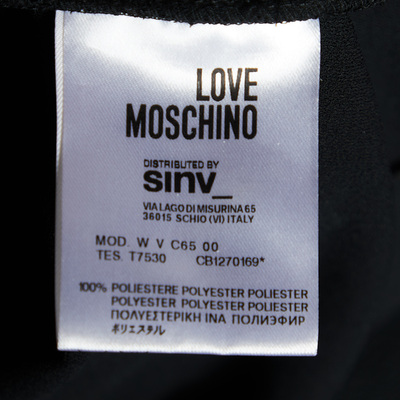 LOVE
MOSCHINO
DISTRIBUTED BY
sinv_
VIA LAGO DI MISURINA 65
36015 SCHIO (VI) ITALY
MOD. W V C65 00
TES. T7530 CB1270169*
100% POLIESTERE POLYESTER POLIESTER
POLYESTER POLYESTER POLIESTER
ΠΟΛΥΕΣΤΕΡΙΚΗ ΙΝΑ ПОЛИЭФИР
ポリエステル